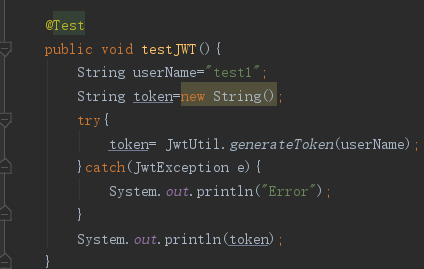 @Test
public void testJWT(){
    String userName="test1";
    String token=new String();
    try{
        token= JwtUtil.generateToken(userName);
    }catch(JwtException e){
        System.out.println("Error");
    }
    System.out.println(token);
}